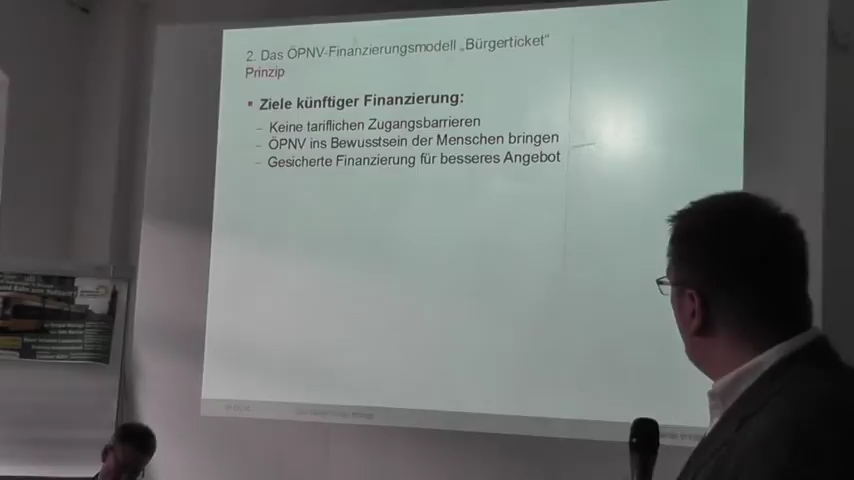 2. Das ÖPNV-Finanzierungsmodell „Bürgerticket"
Prinzip
▪ Ziele künftiger Finanzierung:
– Keine tariflichen Zugangsbarrieren
– ÖPNV ins Bewusstsein der Menschen bringen
– Gesicherte Finanzierung für besseres Angebot